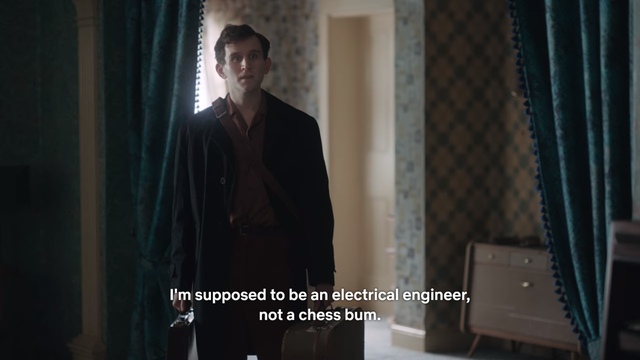 I'm supposed to be an electrical engineer,
not a chess bum.